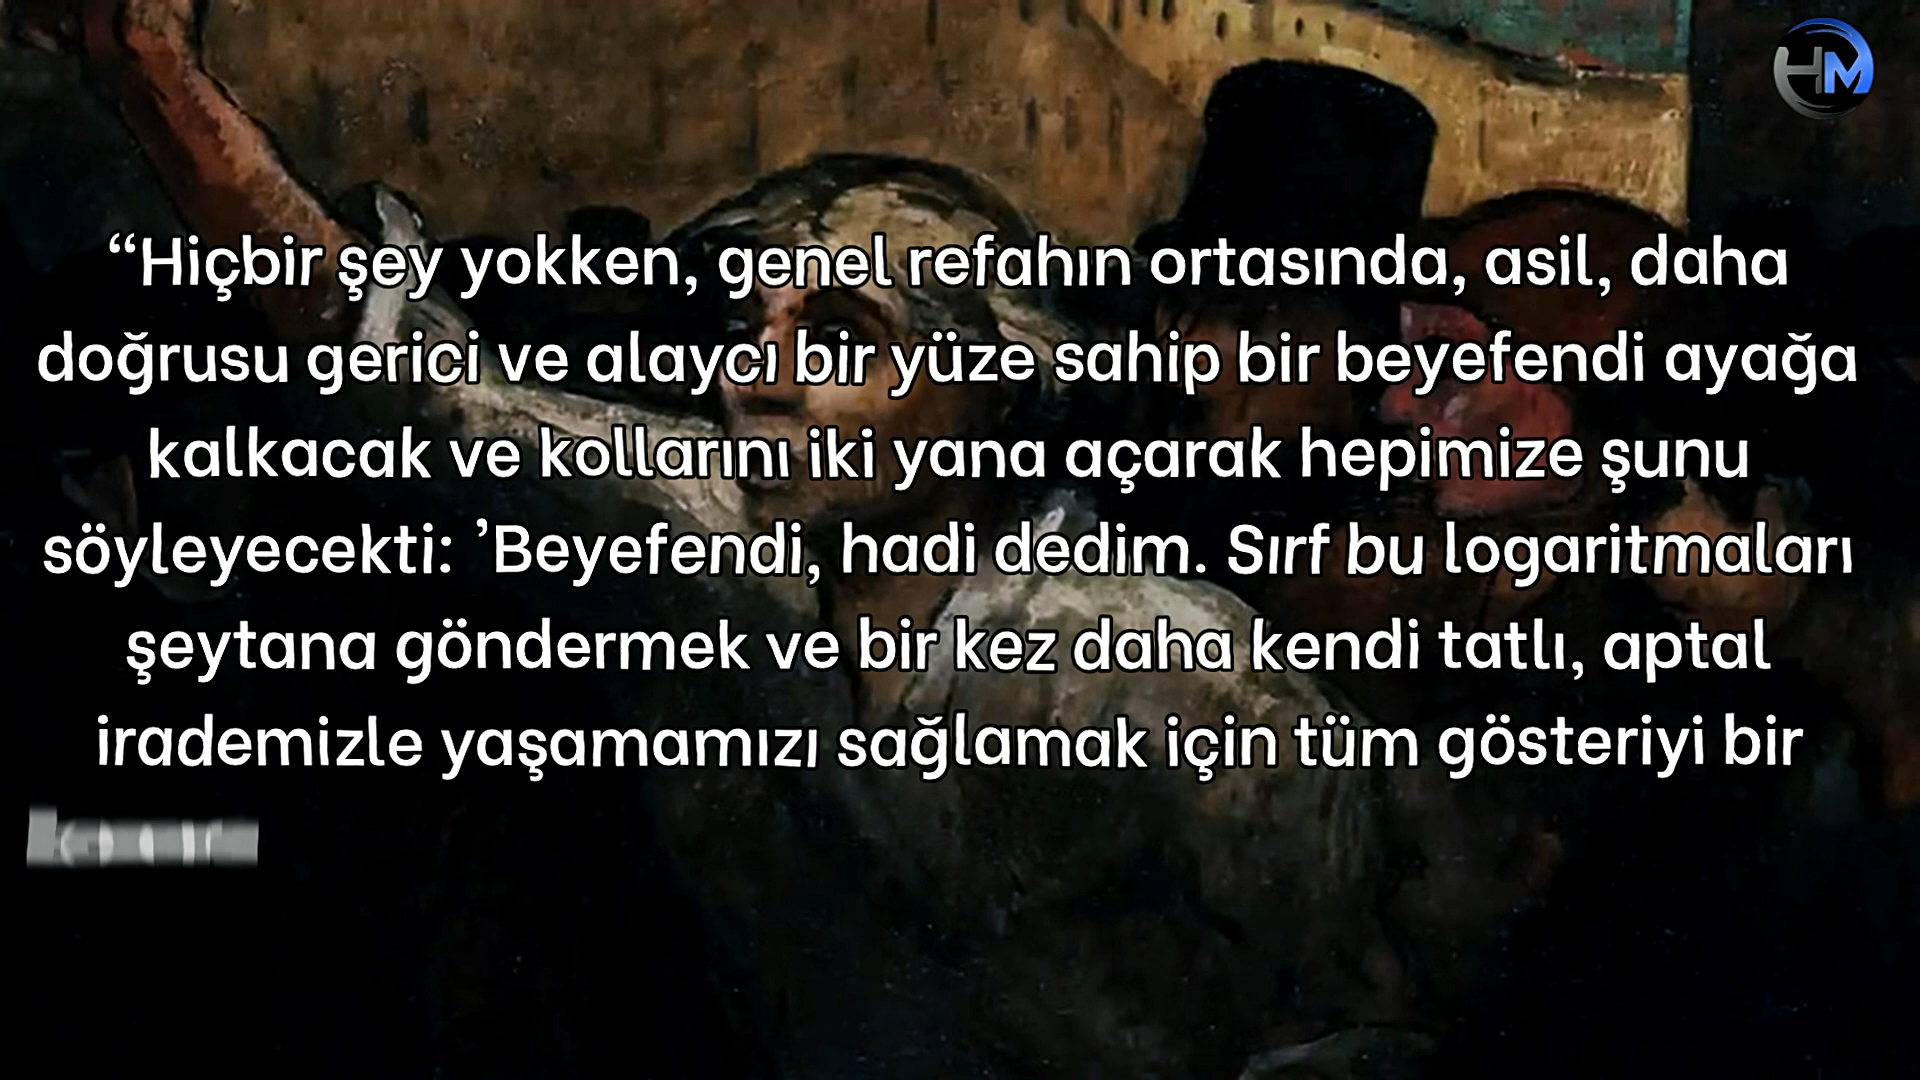 HM
“Hiçbir şey yokken, genel refahın ortasında, asil, daha
doğrusu gerici ve alaycı bir yüze sahip bir beyefendi ayağa
kalkacak ve kollarını iki yana açarak hepimize şunu
söyleyecekti: ’Beyefendi, hadi dedim. Sırf bu logaritmaları
şeytana göndermek ve bir kez daha kendi tatlı, aptal
irademizle yaşamamızı sağlamak için tüm gösteriyi bir